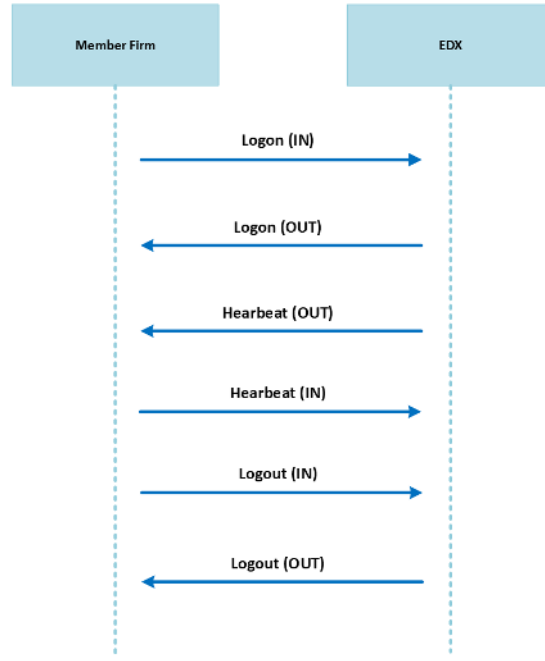 Member Firm
EDX
Logon (IN)
Logon (OUT)
Hearbeat (OUT)
Hearbeat (IN)
Logout (IN)
Logout (OUT)